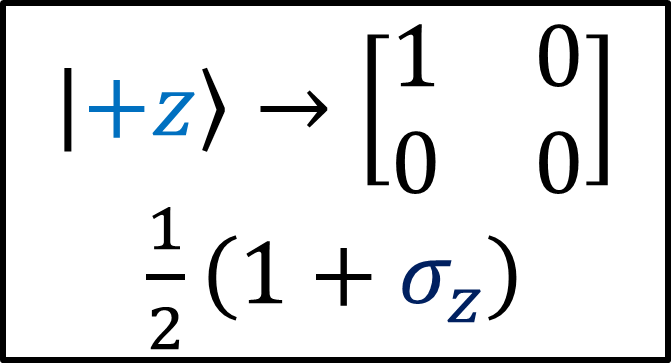 |+z⟩ → [1 0
0 0]
1/2 (1 + σ_z)